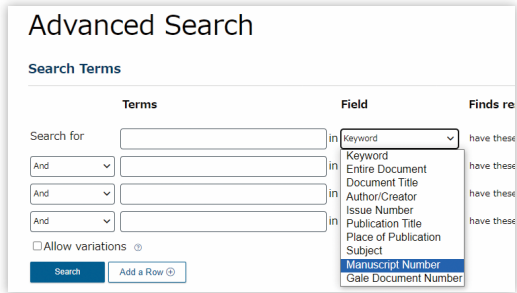 Advanced Search
Search Terms
Terms Field Finds re
Search for in Keyword have these
And in have these
And in have these
And in have these
Keyword
Entire Document
Document Title
Author/Creator
Issue Number
Publication Title
Place of Publication
Subject
Manuscript Number
Gale Document Number
Allow variations
Search Add a Row